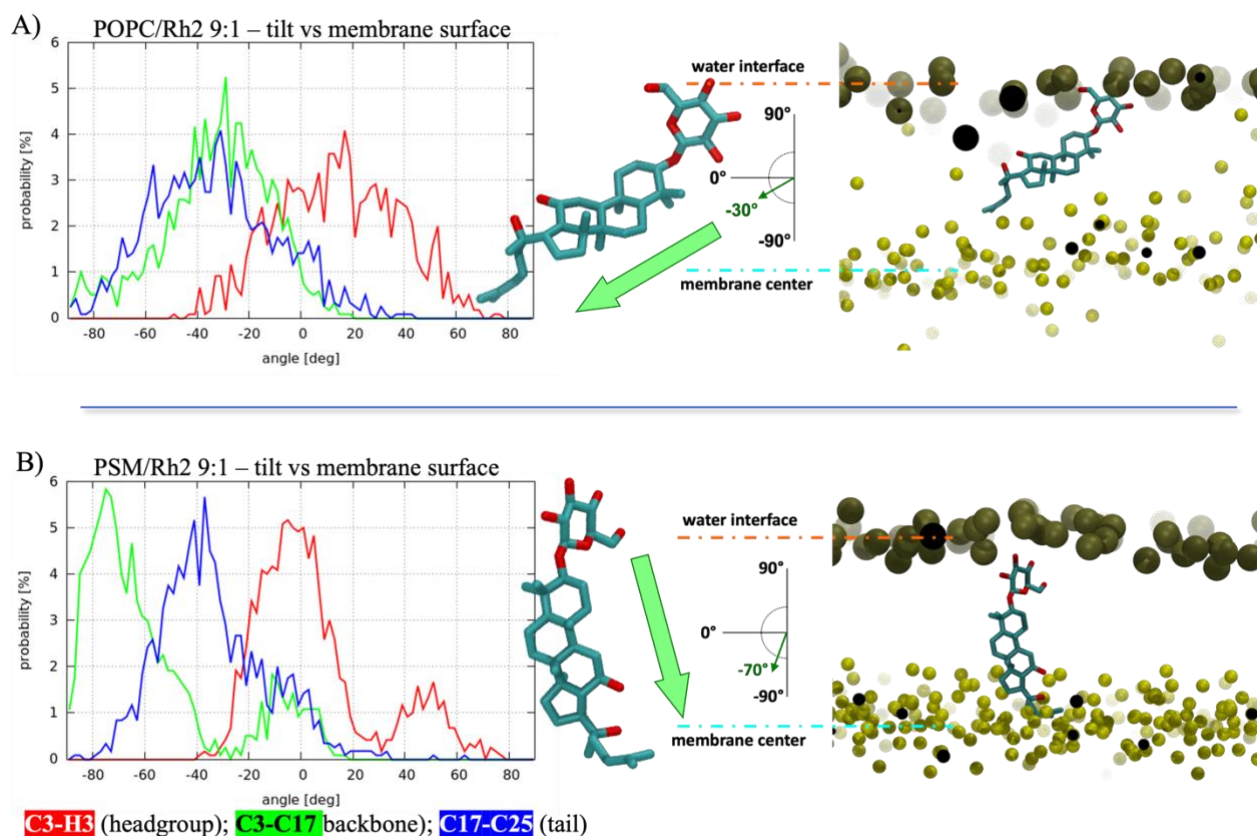 A)
POPC/Rh2 9:1 – tilt vs membrane surface
6
5
4
3
2
1
0
probability [%]
-80 -60 -40 -20 0 20 40 60 80
angle [deg]
water interface
90°
0°
-30°
-90°
membrane center
B)
PSM/Rh2 9:1 – tilt vs membrane surface
6
5
4
3
2
1
0
probability [%]
-80 -60 -40 -20 0 20 40 60 80
angle [deg]
water interface
90°
0°
-70°
-90°
membrane center
C3-H3 (headgroup); C3-C17 backbone); C17-C25 (tail)